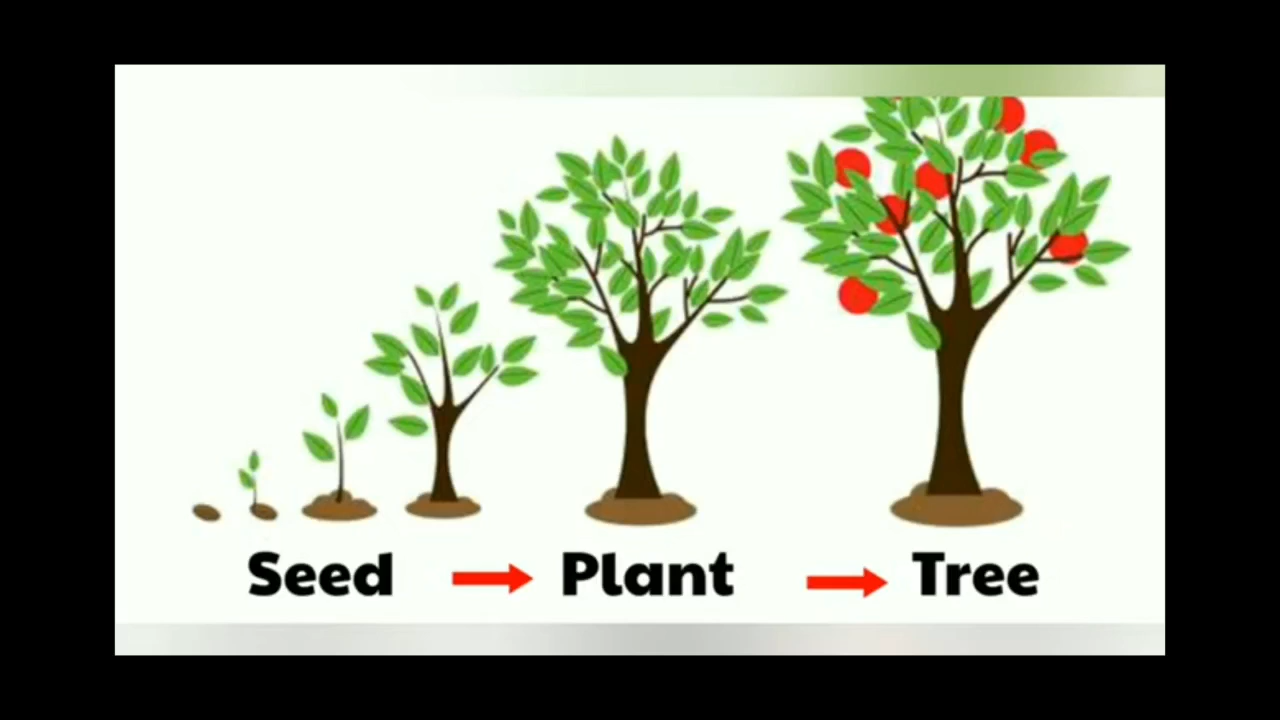 Seed → Plant → Tree